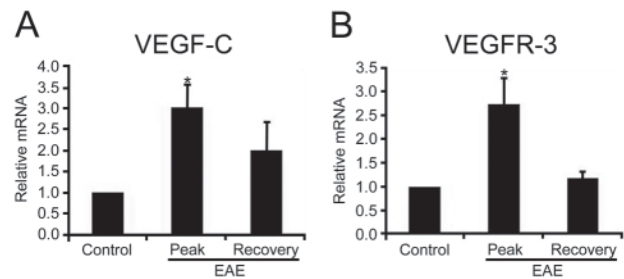 A
VEGF-C
Relative mRNA
4.0
3.5
3.0
2.5
2.0
1.5
1.0
0.5
0.0
*
Control
Peak
Recovery
EAE
B
VEGFR-3
Relative mRNA
3.5
3.0
2.5
2.0
1.5
1.0
0.5
0.0
*
Control
Peak
Recovery
EAE